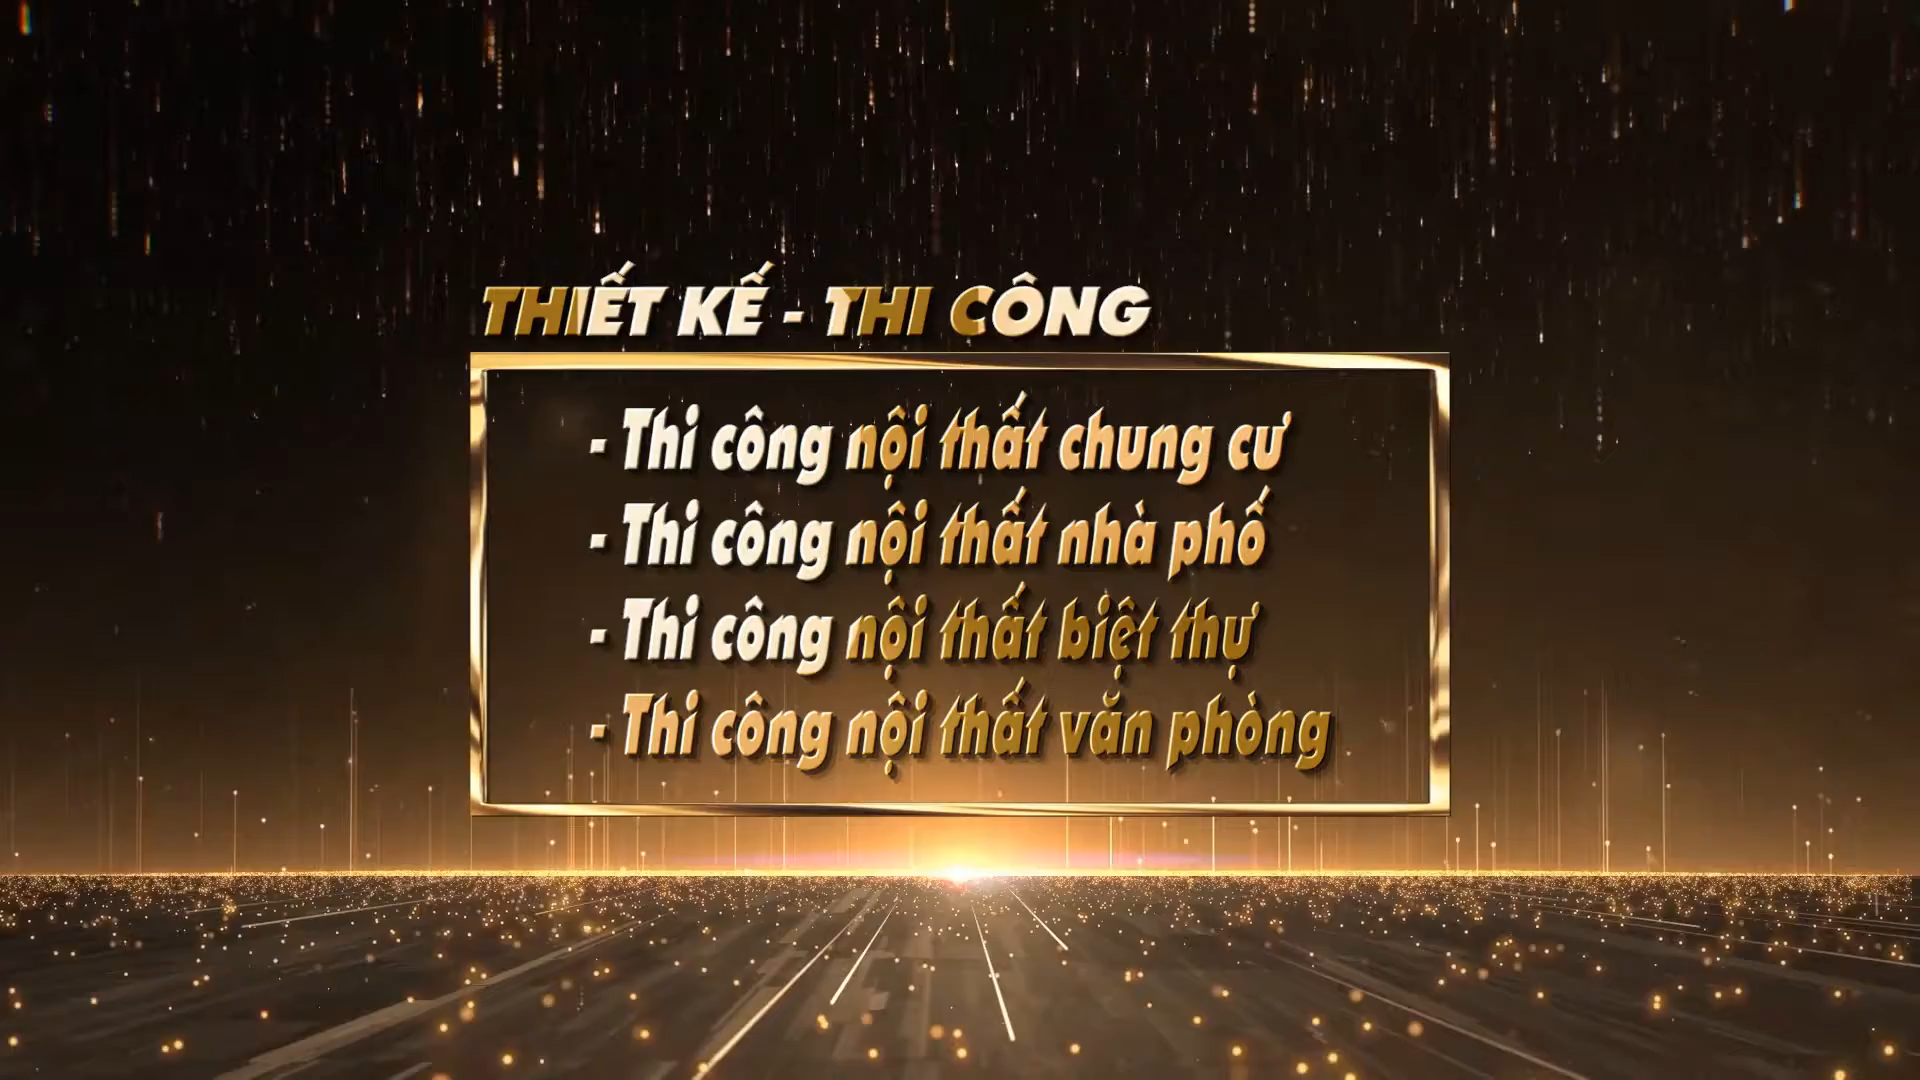 THIẾT KẾ - THI CÔNG
- Thi công nội thất chung cư
- Thi công nội thất nhà phố
- Thi công nội thất biệt thự
- Thi công nội thất văn phòng